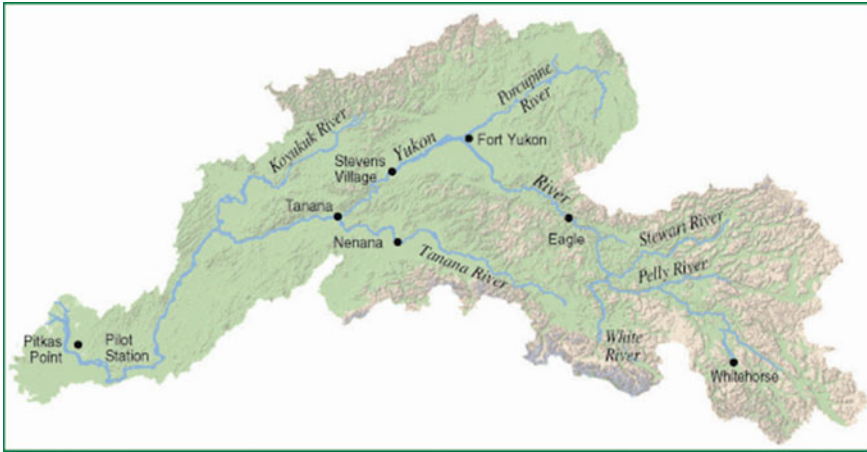 Porcupine
River
Koyukuk River
Yukon
Fort Yukon
Stevens
Village
River
Tanana
Nenana
Eagle
Stewart River
Tanana River
Pelly River
Pitkas
Point
Pilot
Station
White
River
Whitehorse